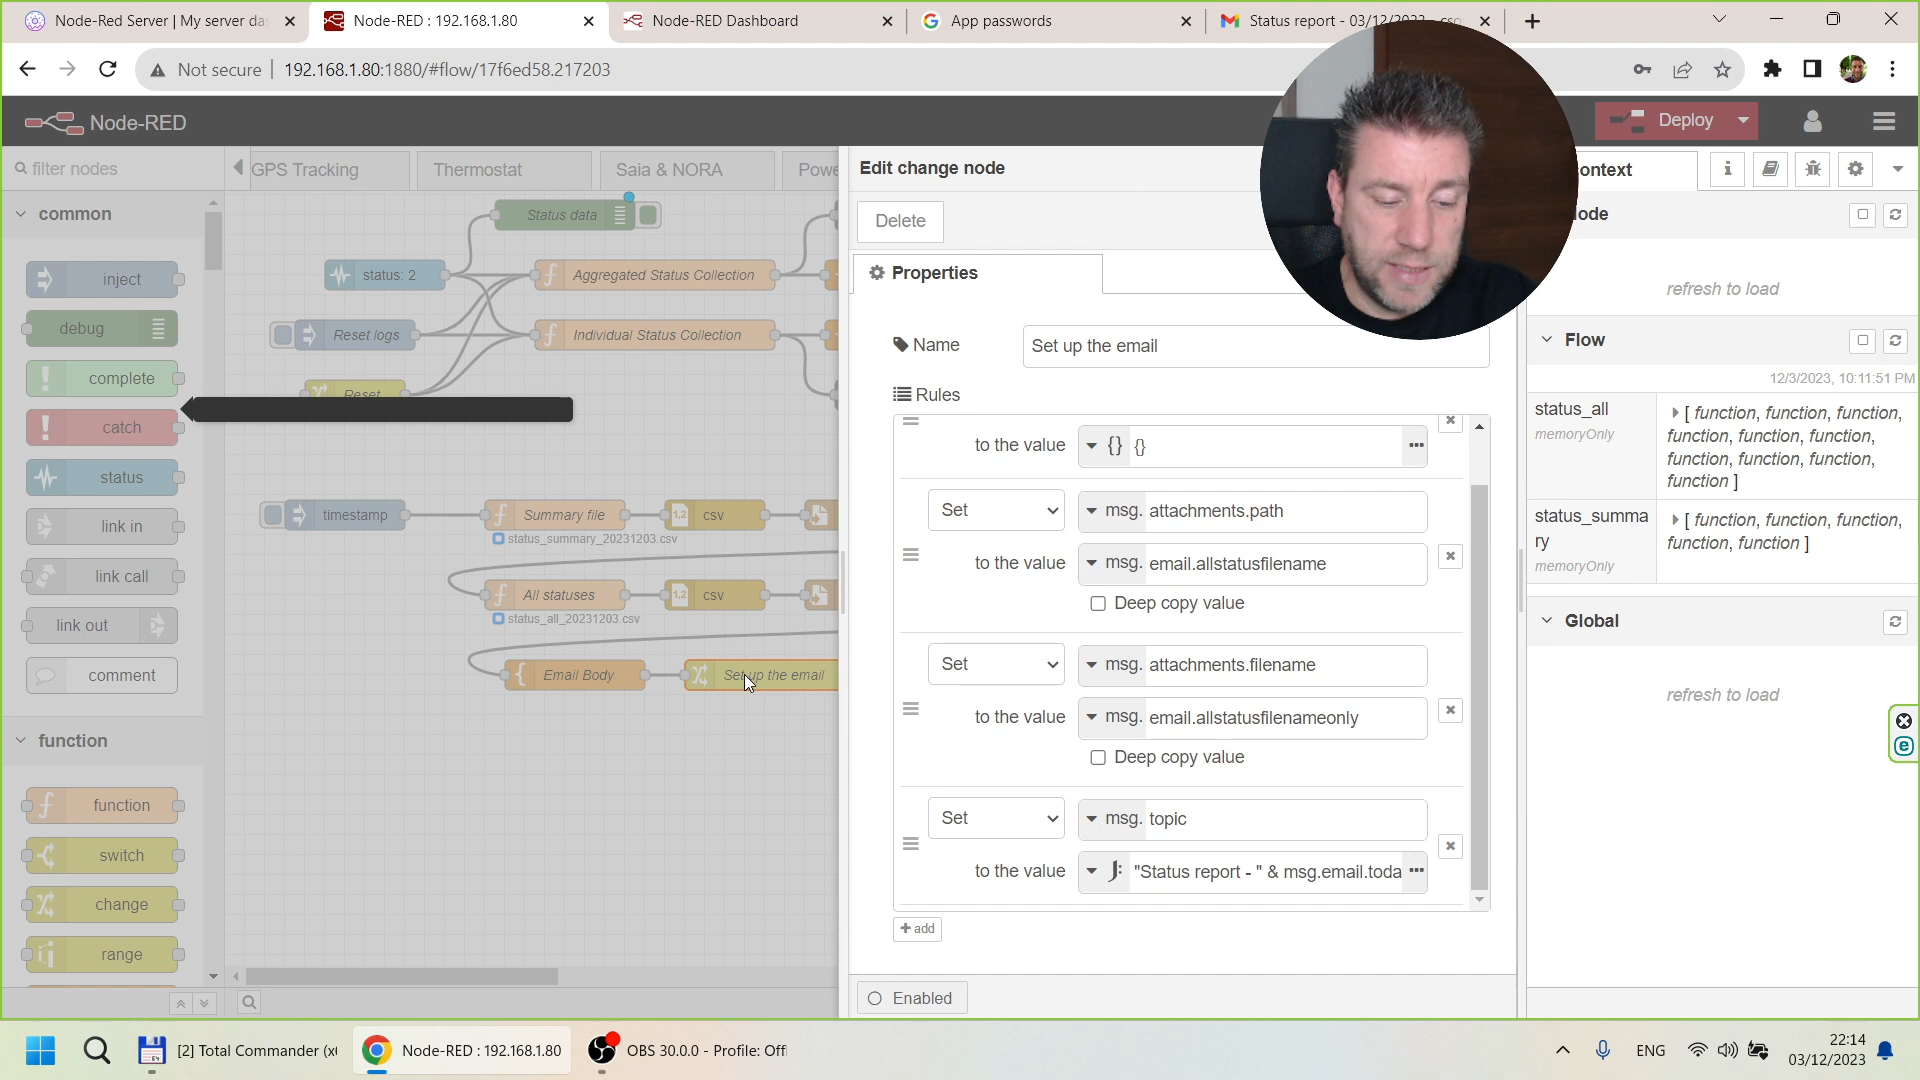 Node-Red Server | My server da
Node-RED : 192.168.1.80
Node-RED Dashboard
App passwords
Status report - 03/12/2023 - cso
Not secure
192.168.1.80:1880/#flow/17f6ed58.217203
Node-RED
Deploy
filter nodes
GPS Tracking
Thermostat
Saia & NORA
Powe
Edit change node
ontext
common
Status data
Delete
ode
inject
status: 2
Aggregated Status Collection
Properties
refresh to load
debug
Reset logs
Individual Status Collection
Name
Set up the email
Flow
complete
Reset
Rules
12/3/2023, 10:11:51 PM
catch
to the value
{} {}
status_all
memoryOnly
[ function, function, function,
function, function, function,
function, function, function,
function ]
status
Set
msg. attachments.path
timestamp
Summary file
1,2
csv
status_summary_20231203.csv
status_summa
ry
memoryOnly
[ function, function, function,
function, function ]
link in
to the value
msg. email.allstatusfilename
Deep copy value
link call
All statuses
1,2
csv
status_all_20231203.csv
link out
Global
Set
msg. attachments.filename
comment
Email Body
Set up the email
refresh to load
to the value
msg. email.allstatusfilenameonly
function
Deep copy value
function
Set
msg. topic
switch
to the value
J: "Status report - " & msg.email.toda
change
add
range
Enabled
[2] Total Commander (x
Node-RED : 192.168.1.80
OBS 30.0.0 - Profile: Off
ENG
22:14
03/12/2023